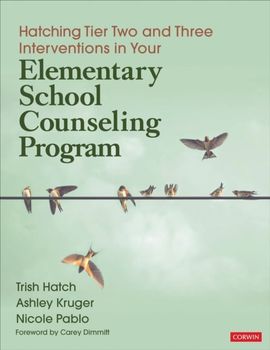 Hatching Tier Two and Three
Interventions in Your
Elementary
School
Counseling
Program
Trish Hatch
Ashley Kruger
Nicole Pablo
Foreword by Carey Dimmitt
CORWIN